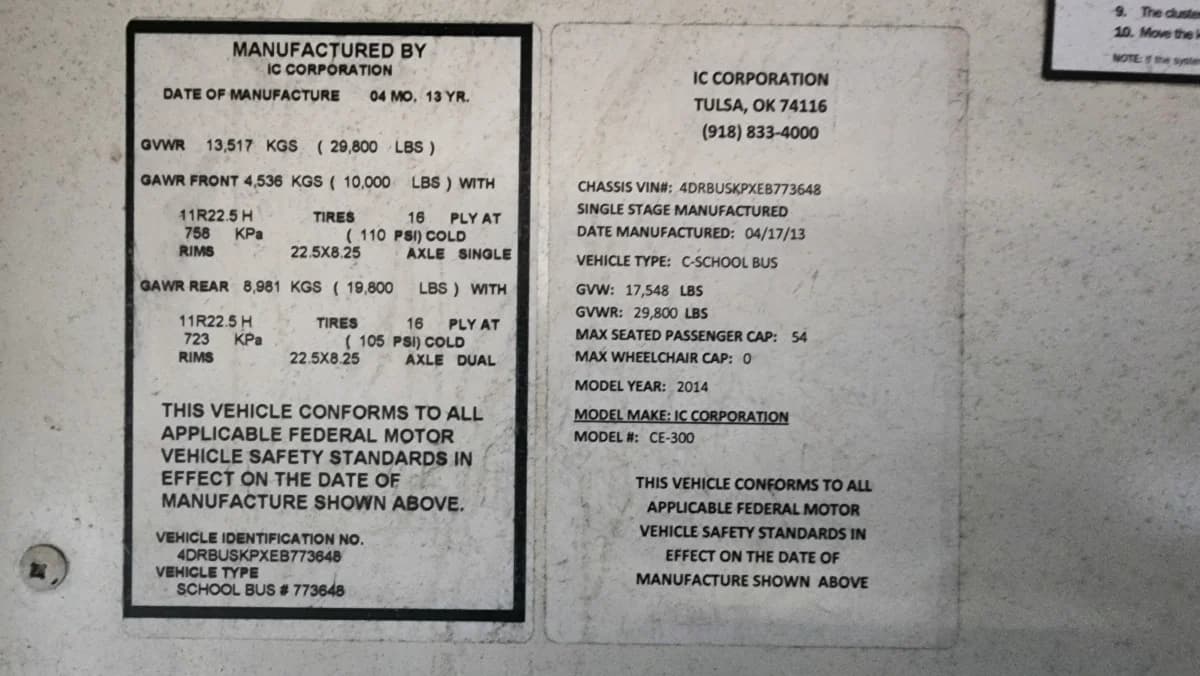 MANUFACTURED BY
IC CORPORATION
DATE OF MANUFACTURE 04 MO. 13 YR.
GVWR 13,517 KGS ( 29,800 LBS )
GAWR FRONT 4,536 KGS ( 10,000 LBS ) WITH
11R22.5 H TIRES 16 PLY AT
758 KPa ( 110 PSI) COLD
RIMS 22.5X8.25 AXLE SINGLE
GAWR REAR 8,981 KGS ( 19,800 LBS ) WITH
11R22.5 H TIRES 16 PLY AT
723 KPa ( 105 PSI) COLD
RIMS 22.5X8.25 AXLE DUAL
THIS VEHICLE CONFORMS TO ALL
APPLICABLE FEDERAL MOTOR
VEHICLE SAFETY STANDARDS IN
EFFECT ON THE DATE OF
MANUFACTURE SHOWN ABOVE.
VEHICLE IDENTIFICATION NO.
4DRBUSKPXEB773648
VEHICLE TYPE
SCHOOL BUS # 773648
IC CORPORATION
TULSA, OK 74116
(918) 833-4000
CHASSIS VIN#: 4DRBUSKPXEB773648
SINGLE STAGE MANUFACTURED
DATE MANUFACTURED: 04/17/13
VEHICLE TYPE: C-SCHOOL BUS
GVW: 17,548 LBS
GVWR: 29,800 LBS
MAX SEATED PASSENGER CAP: 54
MAX WHEELCHAIR CAP: 0
MODEL YEAR: 2014
MODEL MAKE: IC CORPORATION
MODEL #: CE-300
THIS VEHICLE CONFORMS TO ALL
APPLICABLE FEDERAL MOTOR
VEHICLE SAFETY STANDARDS IN
EFFECT ON THE DATE OF
MANUFACTURE SHOWN ABOVE
9. The
10. Move the
NOTE: If the